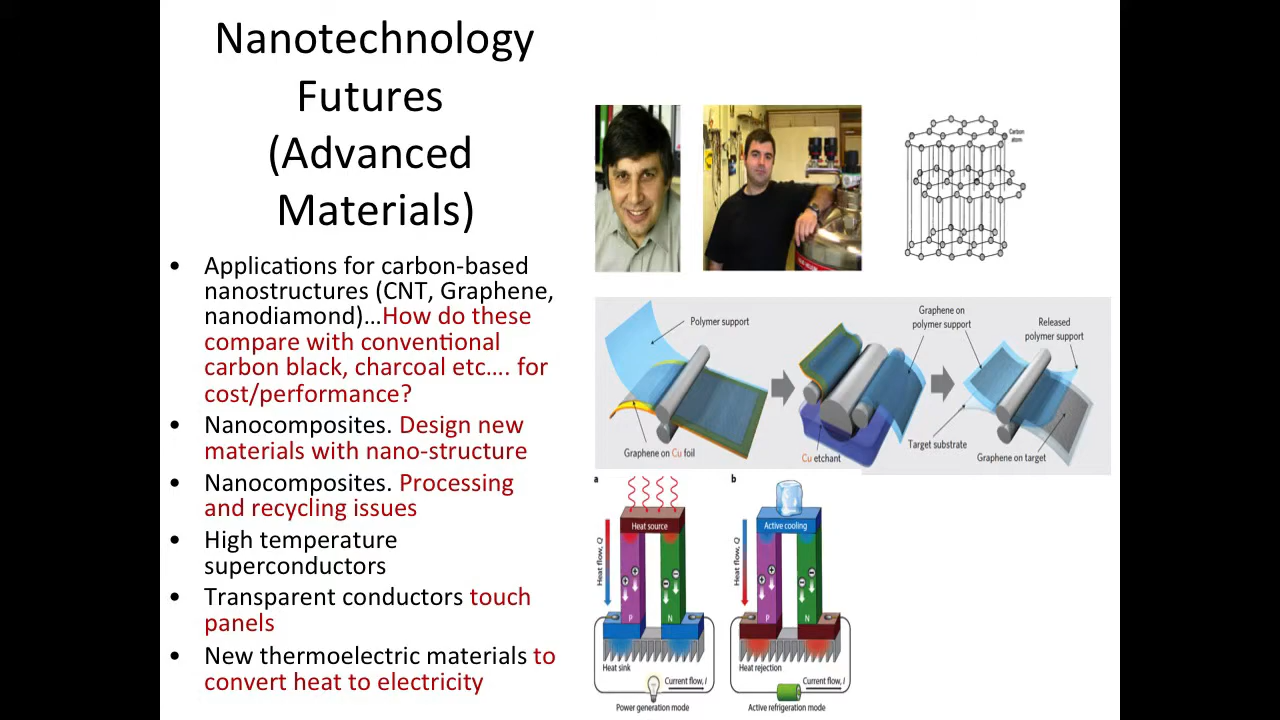 Nanotechnology
Futures
(Advanced
Materials)
• Applications for carbon-based
nanostructures (CNT, Graphene,
nanodiamond)…How do these
compare with conventional
carbon black, charcoal etc…. for
cost/performance?
• Nanocomposites. Design new
materials with nano-structure
• Nanocomposites. Processing
and recycling issues
• High temperature
superconductors
• Transparent conductors touch
panels
• New thermoelectric materials to
convert heat to electricity
Carbon
atom
Polymer support
Graphene on Cu foil
Graphene on
polymer support
Cu etchant
Released
polymer support
Target substrate
Graphene on target
a
Heat source
Heat flow, Q
P
N
Heat sink
Current flow, I
Power generation mode
b
Active cooling
Heat flow, Q
P
N
Heat rejection
Current flow, I
Active refrigeration mode